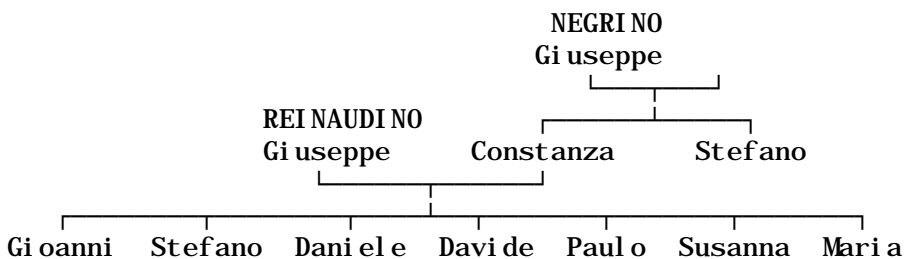 NEGRINO
Giuseppe
REINAUDINO
Giuseppe Constanza Stefano
Gioanni Stefano Daniele Davide Paulo Susanna Maria